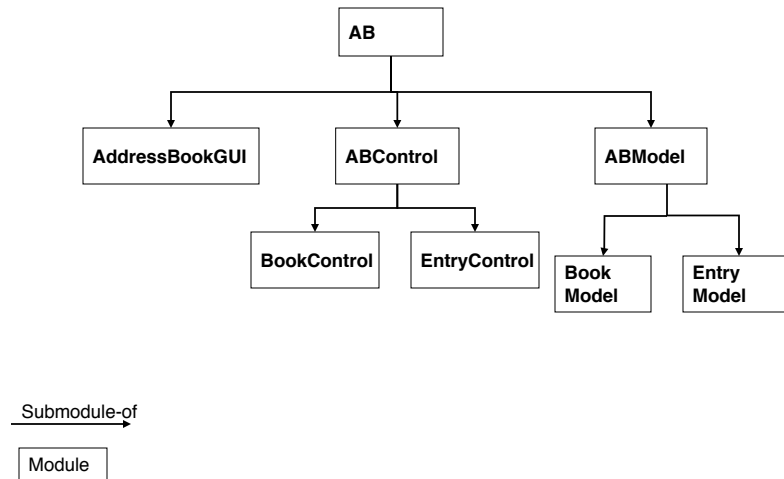 AB
AddressBookGUI
ABControl
ABModel
BookControl
EntryControl
Book
Model
Entry
Model
Submodule-of
Module